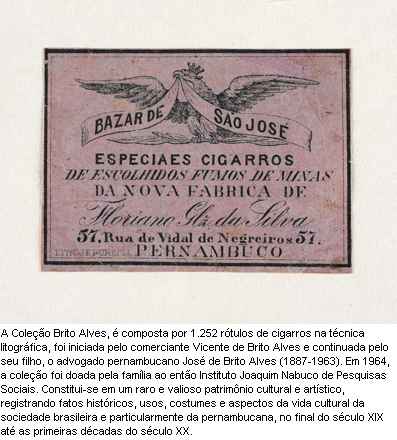 BAZAR DE SÃO JOSÉ
ESPECIAES CIGARROS
DE ESCOLHIDOS FUMOS DE MINAS
DA NOVA FABRICA DE
Floriano Glz da Silva
57. Rua de Vidal de Negreiros 57.
PERNAMBUCO
A Coleção Brito Alves, é composta por 1.252 rótulos de cigarros na técnica
litográfica, foi iniciada pelo comerciante Vicente de Brito Alves e continuada pelo
seu filho, o advogado pernambucano José de Brito Alves (1887-1963). Em 1964,
a coleção foi doada pela família ao então Instituto Joaquim Nabuco de Pesquisas
Sociais. Constitui-se em um raro e valioso patrimônio cultural e artístico,
registrando fatos históricos, usos, costumes e aspectos da vida cultural da
sociedade brasileira e particularmente da pernambucana, no final do século XIX
até as primeiras décadas do século XX.